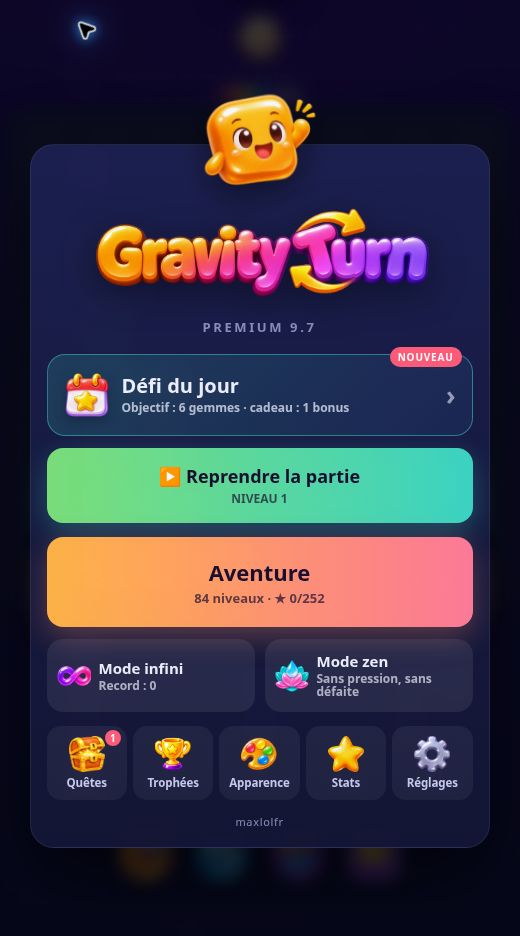 Gravity Turn
PREMIUM 9.7
NOUVEAU
Défi du jour
Objectif : 6 gemmes · cadeau : 1 bonus
›
▶️ Reprendre la partie
NIVEAU 1
Aventure
84 niveaux · ★ 0/252
Mode infini
Record : 0
Mode zen
Sans pression, sans
défaite
1
Quêtes
Trophées
Apparence
Stats
Réglages
maxlolfr